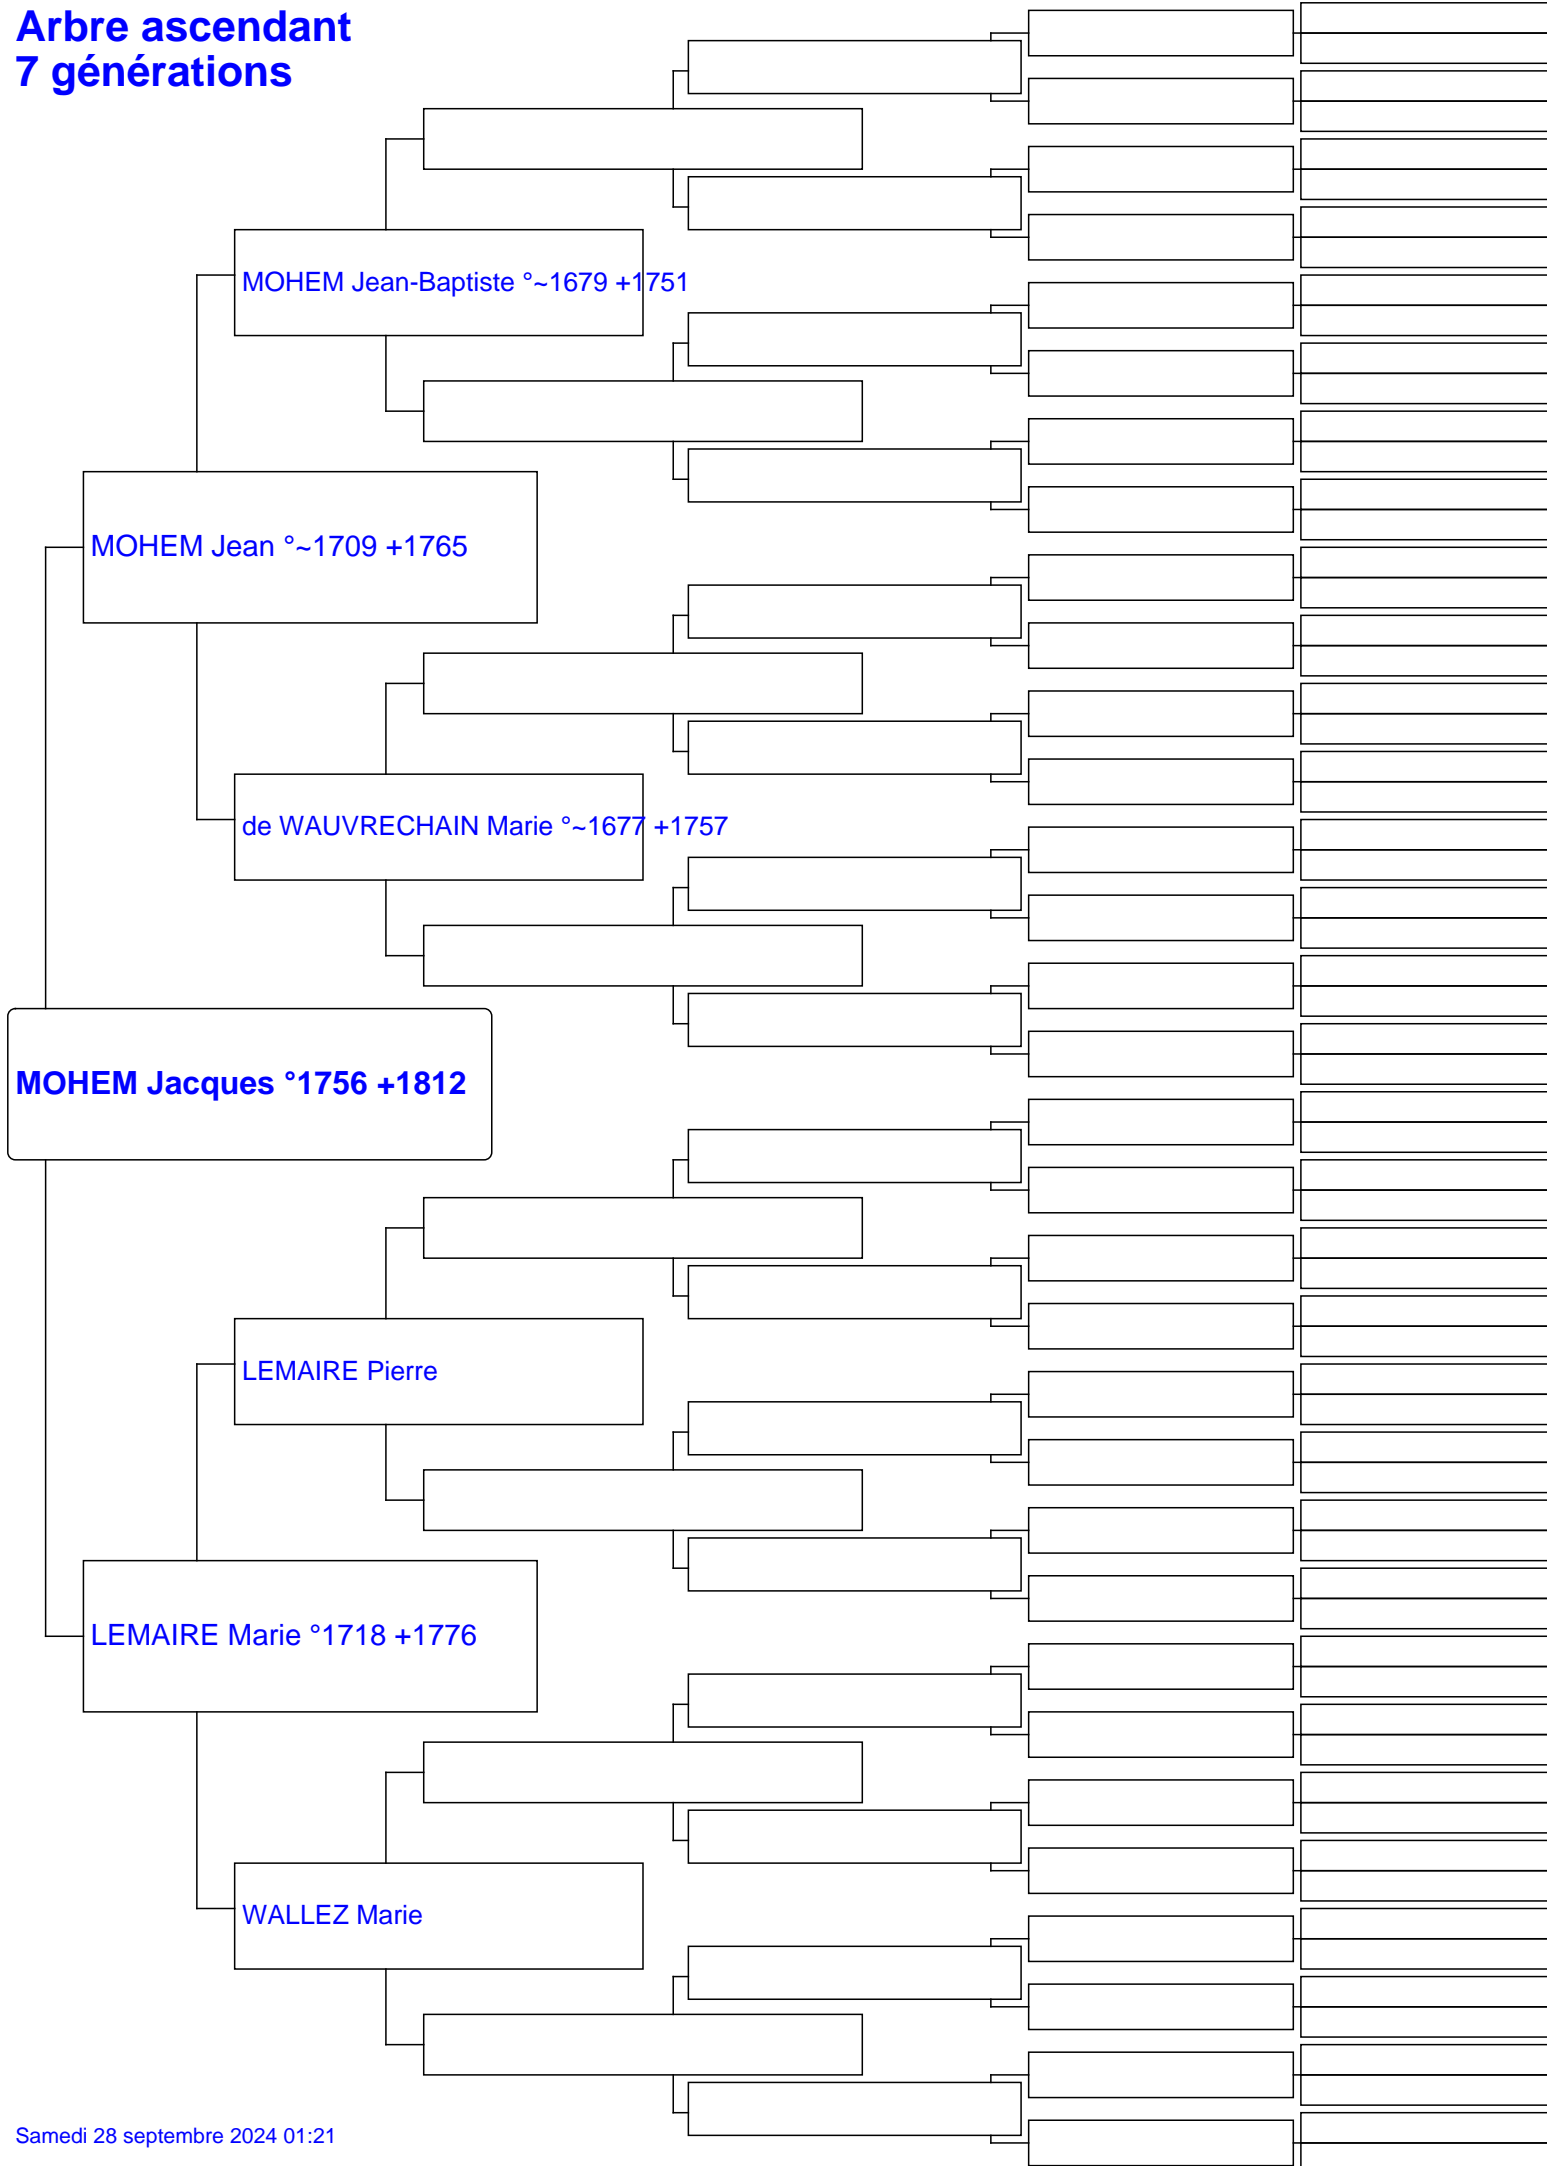 Arbre ascendant
7 générations
MOHEM Jean-Baptiste °~1679 +1751
MOHEM Jean °~1709 +1765
de WAUVRECHAIN Marie °~1677 +1757
MOHEM Jacques °1756 +1812
LEMAIRE Pierre
LEMAIRE Marie °1718 +1776
WALLEZ Marie
Samedi 28 septembre 2024 01:21